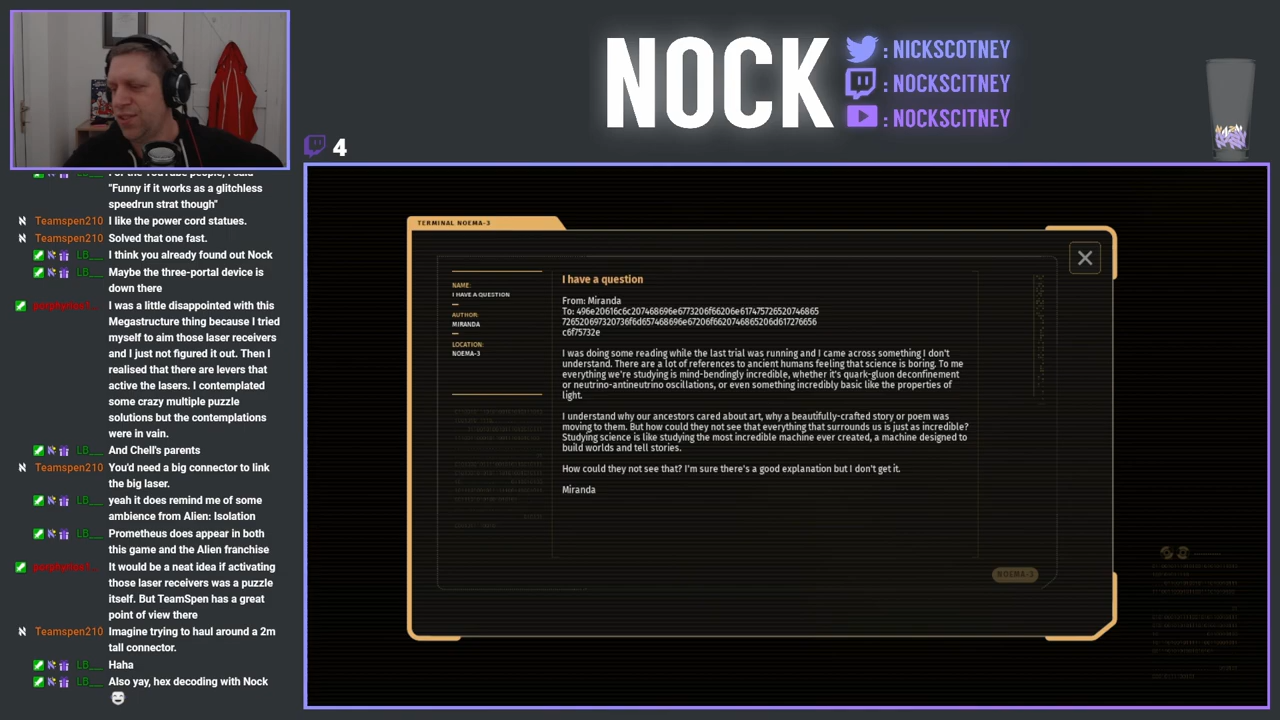 NOCK
: NICKSCOTNEY
: NOCKSCITNEY
: NOCKSCITNEY
4
"Funny if it works as a glitchless
speedrun strat though"
Teamspen210 I like the power cord statues.
Teamspen210 Solved that one fast.
LB__ I think you already found out Nock
LB__ Maybe the three-portal device is
down there
I was a little disappointed with this
Megastructure thing because I tried
myself to aim those laser receivers
and I just not figured it out. Then I
realised that there are levers that
active the lasers. I contemplated
some crazy multiple puzzle
solutions but the contemplations
were in vain.
LB__ And Chell's parents
Teamspen210 You'd need a big connector to link
the big laser.
LB__ yeah it does remind me of some
ambience from Alien: Isolation
LB__ Prometheus does appear in both
this game and the Alien franchise
It would be a neat idea if activating
those laser receivers was a puzzle
itself. But TeamSpen has a great
point of view there
Teamspen210 Imagine trying to haul around a 2m
tall connector.
LB__ Haha
LB__ Also yay, hex decoding with Nock
TERMINAL NOEMA-3
NAME:
I HAVE A QUESTION
AUTHOR:
MIRANDA
LOCATION:
NOEMA-3
I have a question
From: Miranda
To: 496e20616c6c207468696e6773206f66206e61747572652074686865
726520697320736f6d657468696e67206f6620746865206d617276656
c6f75732e
I was doing some reading while the last trial was running and I came across something I don't
understand. There are a lot of references to ancient humans feeling that science is boring. To me
everything we're studying is mind-bendingly incredible, whether it's quark-gluon deconfinement
or neutrino-antineutrino oscillations, or even something incredibly basic like the properties of
light.
I understand why our ancestors cared about art, why a beautifully-crafted story or poem was
moving to them. But how could they not see that everything that surrounds us is just as incredible?
Studying science is like studying the most incredible machine ever created, a machine designed to
build worlds and tell stories.
How could they not see that? I'm sure there's a good explanation but I don't get it.
Miranda
NOEMA-3